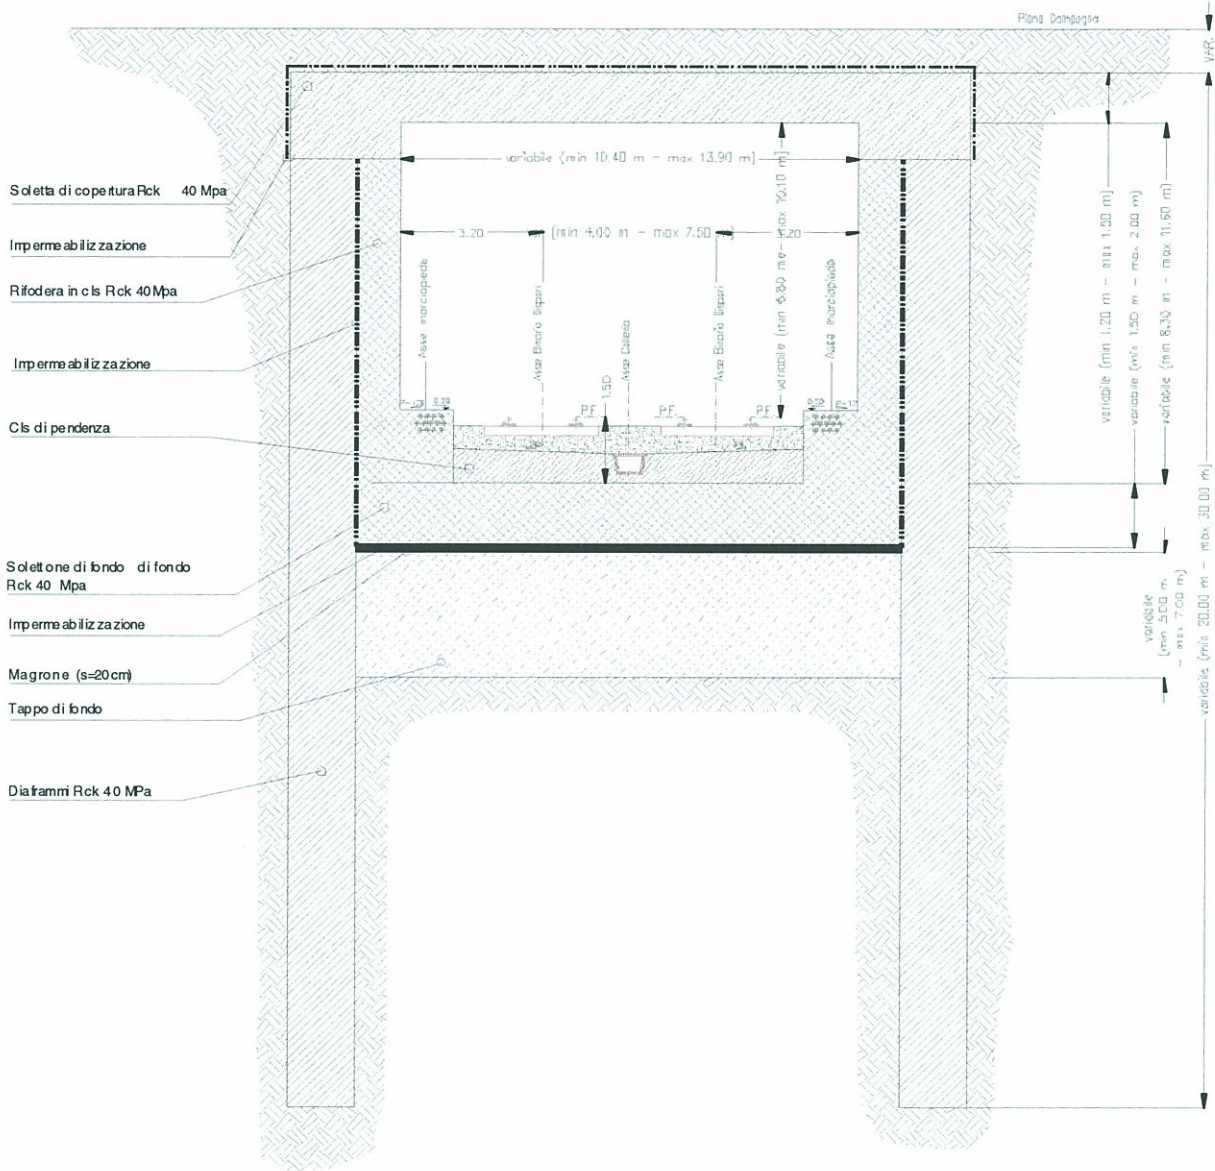 Piano Campagna
VAR.
Soletta di copertura Rck 40 Mpa
Impermeabilizzazione
Rifodera in cls Rck 40 Mpa
Impermeabilizzazione
Cls di pendenza
Solettone di fondo di fondo
Rck 40 Mpa
Impermeabilizzazione
Magrone (s=20cm)
Tappo di fondo
Diaframmi Rck 40 MPa
variabile (min 10.40 m - max 13.90 m)
3.20
(min 4.00 m - max 7.50 m)
3.20
Asse marciapiede
Asse Binario Dispari
Asse Galleria
Asse Binario Dispari
Asse marciapiede
variabile (min 6.80 m - max 10.10 m)
1.50
P.F.
P.F.
P.F.
variabile (min 1.20 m - max
variabile (min 1.50 m - max 2.00 m)
variabile (min 8.30 m - max 11.60 m)
variabile
(min 5.00 m
- max 7.00 m)
variabile (min 20.00 m - max 30.00 m)